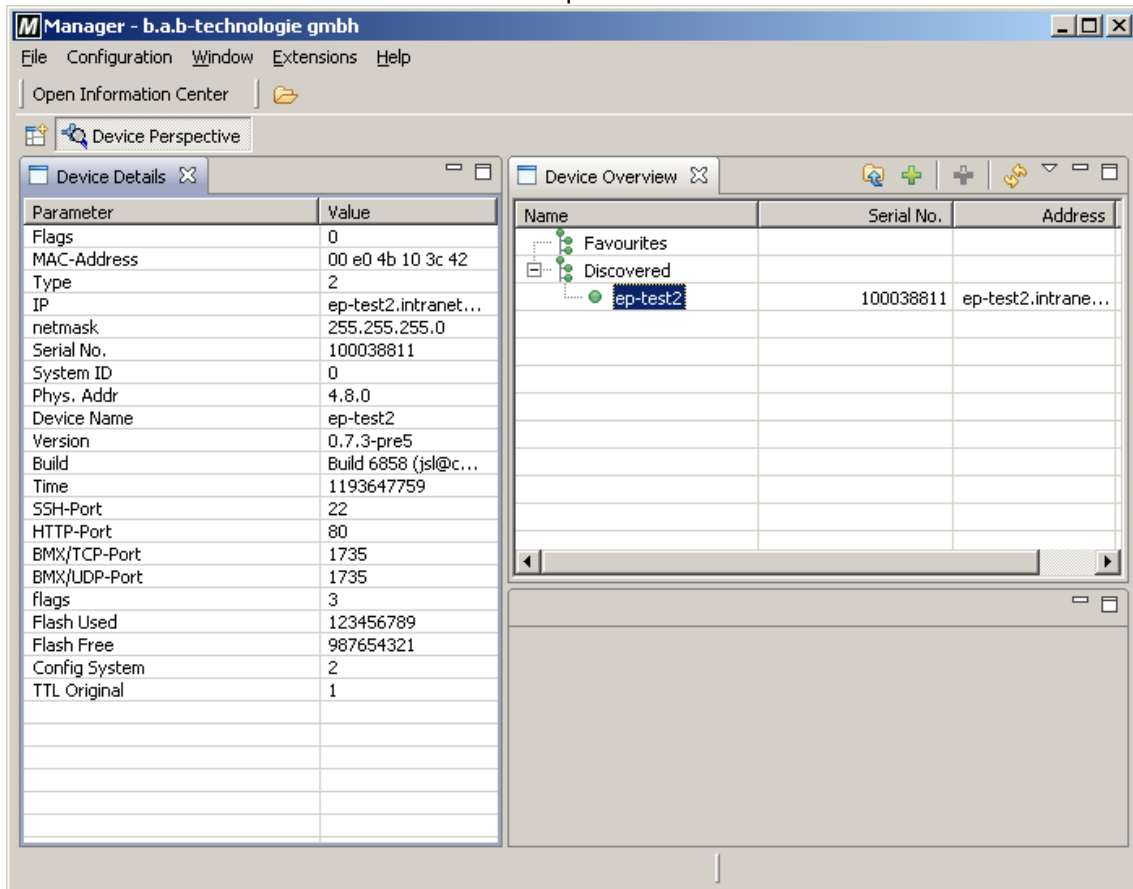 Manager - b.a.b-technologie gmbh
File Configuration Window Extensions Help
Open Information Center
Device Perspective
Device Details
Parameter Value
Flags 0
MAC-Address 00 e0 4b 10 3c 42
Type 2
IP ep-test2.intranet...
netmask 255.255.255.0
Serial No. 100038811
System ID 0
Phys. Addr 4.8.0
Device Name ep-test2
Version 0.7.3-pre5
Build Build 6858 (jsl@c...
Time 1193647759
SSH-Port 22
HTTP-Port 80
BMX/TCP-Port 1735
BMX/UDP-Port 1735
flags 3
Flash Used 123456789
Flash Free 987654321
Config System 2
TTL Original 1
Device Overview
Name Serial No. Address
Favourites
Discovered
ep-test2 100038811 ep-test2.intrane...